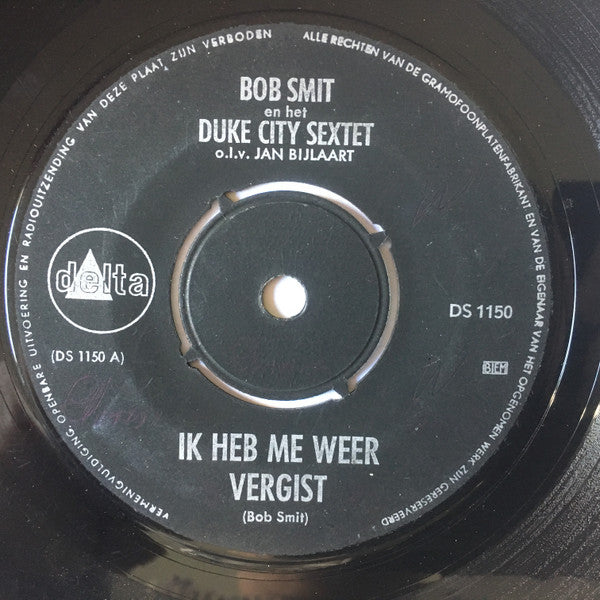 VERMENIGVULDIGING, OPENBARE UITVOERING EN RADIOUITZENDING VAN DEZE PLAAT ZIJN VERBODEN
ALLE RECHTEN VAN DE GRAMOFOONPLATENFABRIKANT EN VAN DE EIGENAAR VAN HET OPGENOMEN WERK ZIJN GERESERVEERD
BOB SMIT
en het
DUKE CITY SEXTET
o.l.v. JAN BIJLAART
delta
DS 1150
(DS 1150 A)
BIEM
IK HEB ME WEER
VERGIST
(Bob Smit)